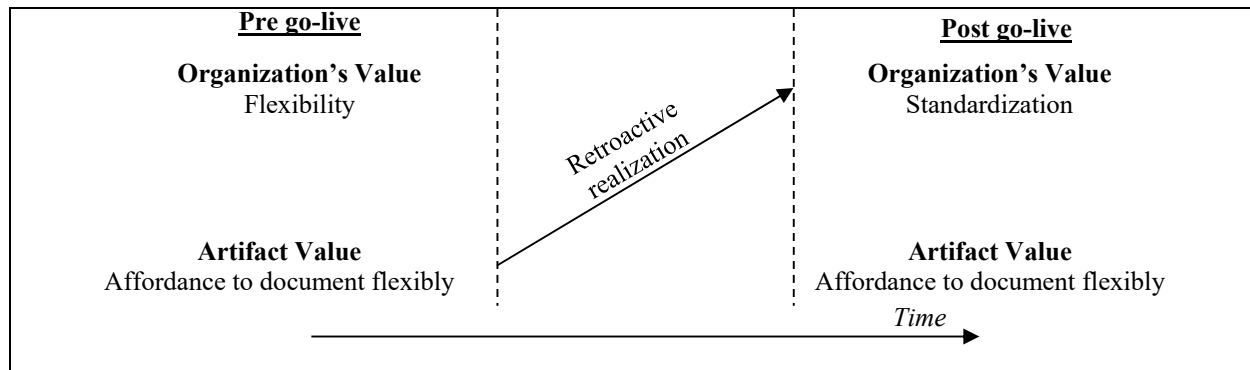 Pre go-live
Organization’s Value
Flexibility
Artifact Value
Affordance to document flexibly
Retroactive
realization
Post go-live
Organization’s Value
Standardization
Artifact Value
Affordance to document flexibly
Time